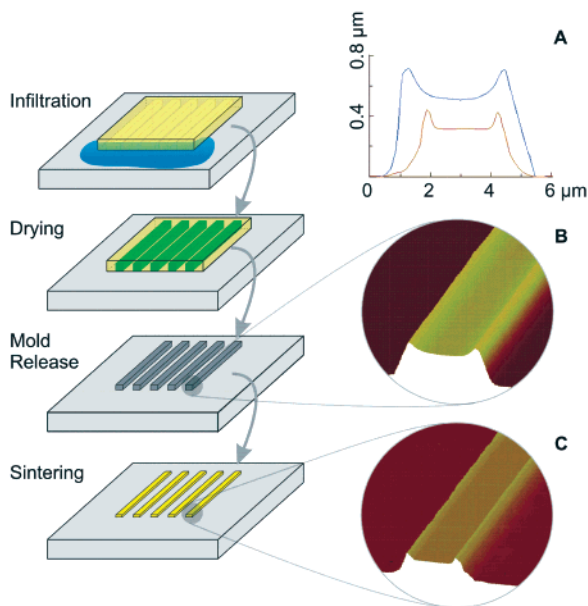 Infiltration
Drying
Mold
Release
Sintering
A
0.8 µm
0.4
0 2 4 6 µm
B
C